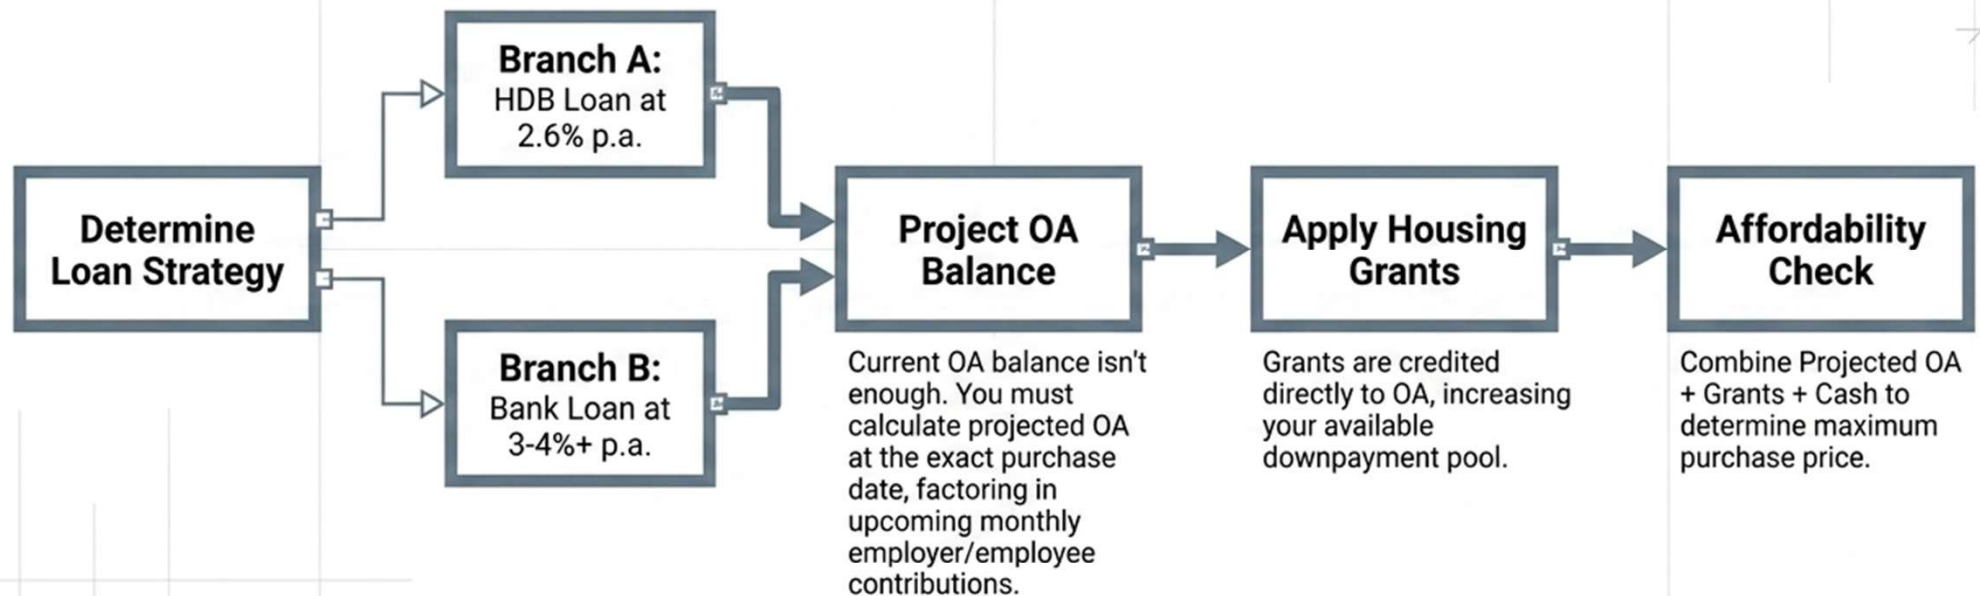 Determine
Loan Strategy
Branch A:
HDB Loan at
2.6% p.a.
Branch B:
Bank Loan at
3-4%+ p.a.
Project OA
Balance
Current OA balance isn't
enough. You must
calculate projected OA
at the exact purchase
date, factoring in
upcoming monthly
employer/employee
contributions.
Apply Housing
Grants
Grants are credited
directly to OA, increasing
your available
downpayment pool.
Affordability
Check
Combine Projected OA
+ Grants + Cash to
determine maximum
purchase price.